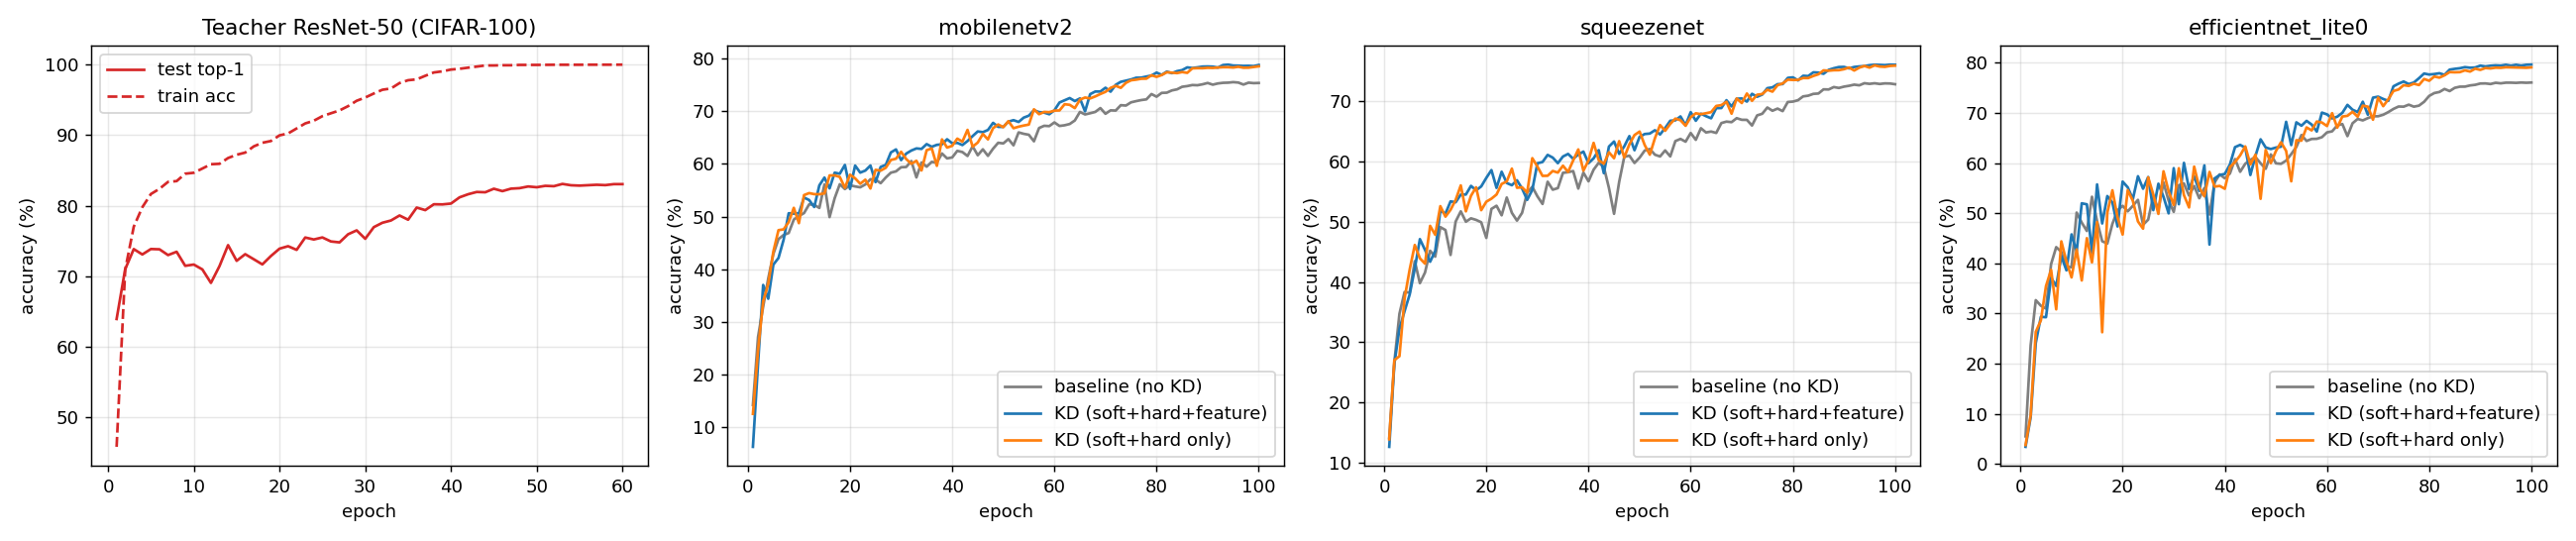 Teacher ResNet-50 (CIFAR-100)
100
90
80
70
60
50
accuracy (%)
test top-1
train acc
0
10
20
30
40
50
60
epoch
mobilenetv2
80
70
60
50
40
30
20
10
accuracy (%)
baseline (no KD)
KD (soft+hard+feature)
KD (soft+hard only)
0
20
40
60
80
100
epoch
squeezenet
70
60
50
40
30
20
10
accuracy (%)
baseline (no KD)
KD (soft+hard+feature)
KD (soft+hard only)
0
20
40
60
80
100
epoch
efficientnet_lite0
80
70
60
50
40
30
20
10
0
accuracy (%)
baseline (no KD)
KD (soft+hard+feature)
KD (soft+hard only)
0
20
40
60
80
100
epoch